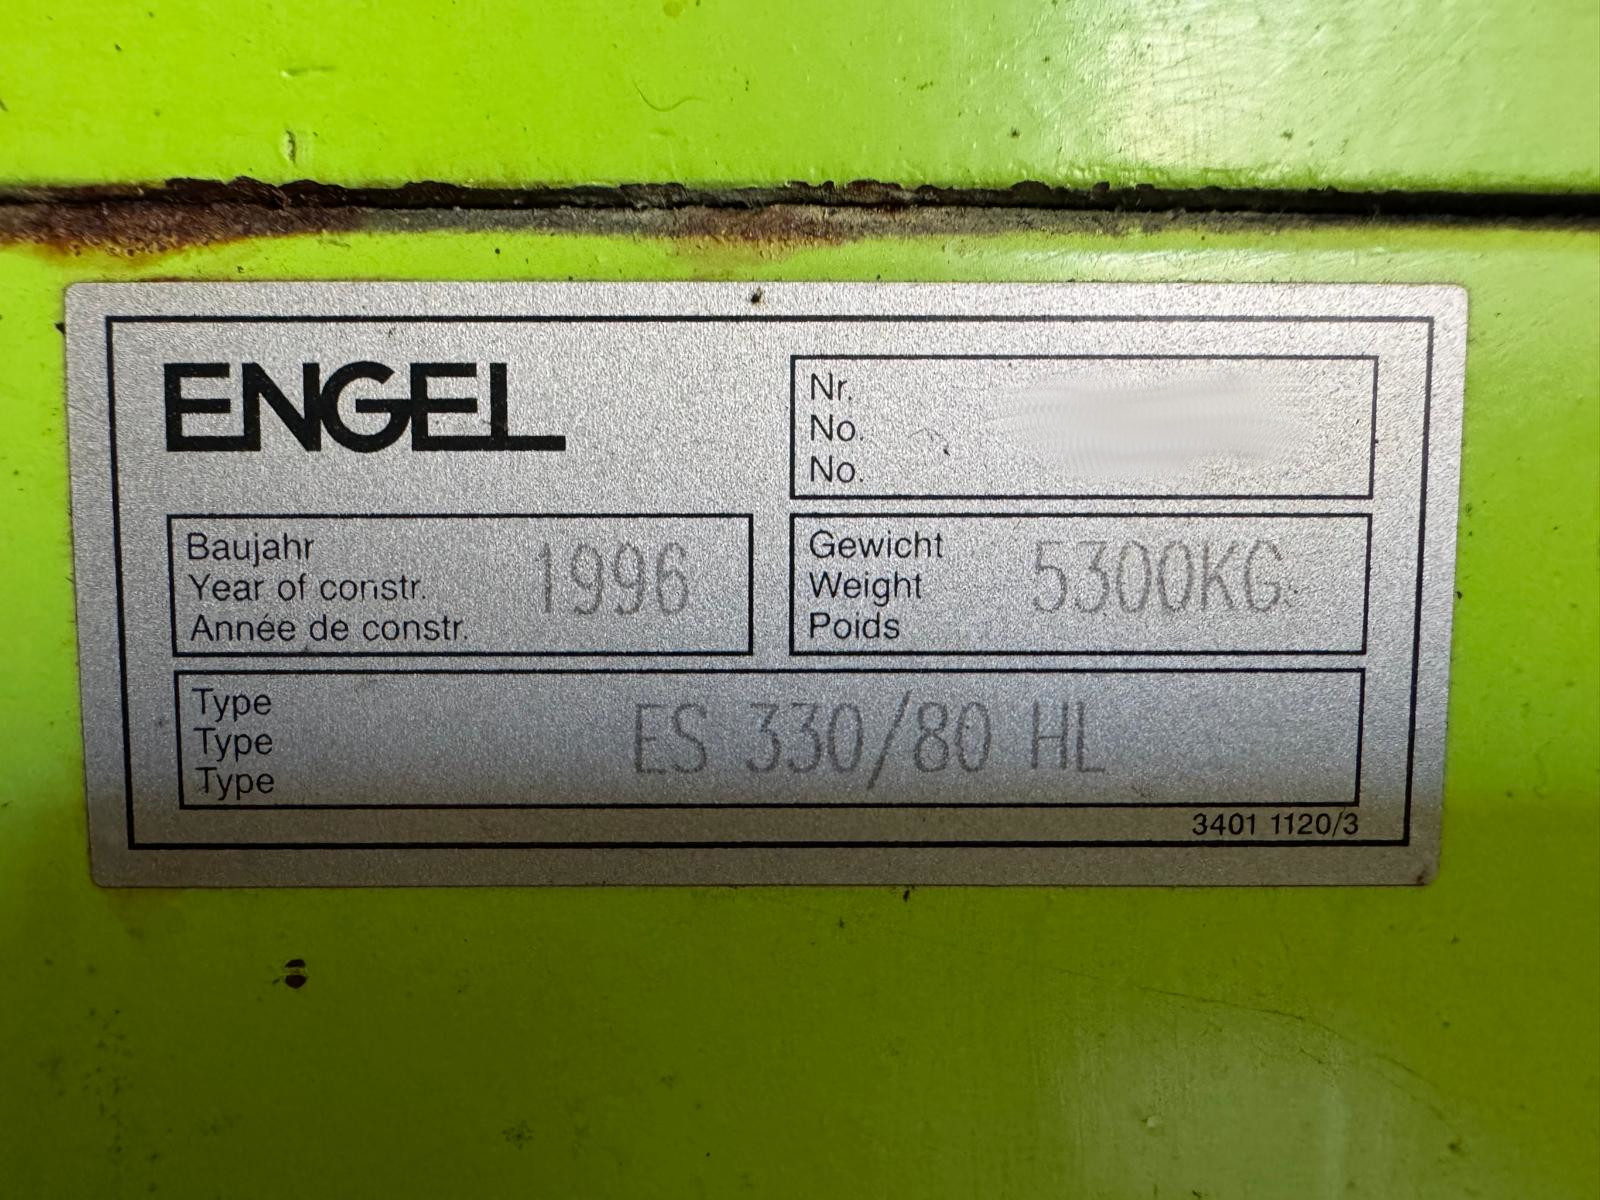 ENGEL
Nr.
No.
No.
Baujahr
Year of constr.
Année de constr.
1996
Gewicht
Weight
Poids
5300KG
Type
Type
Type
ES 330/80 HL
3401 1120/3